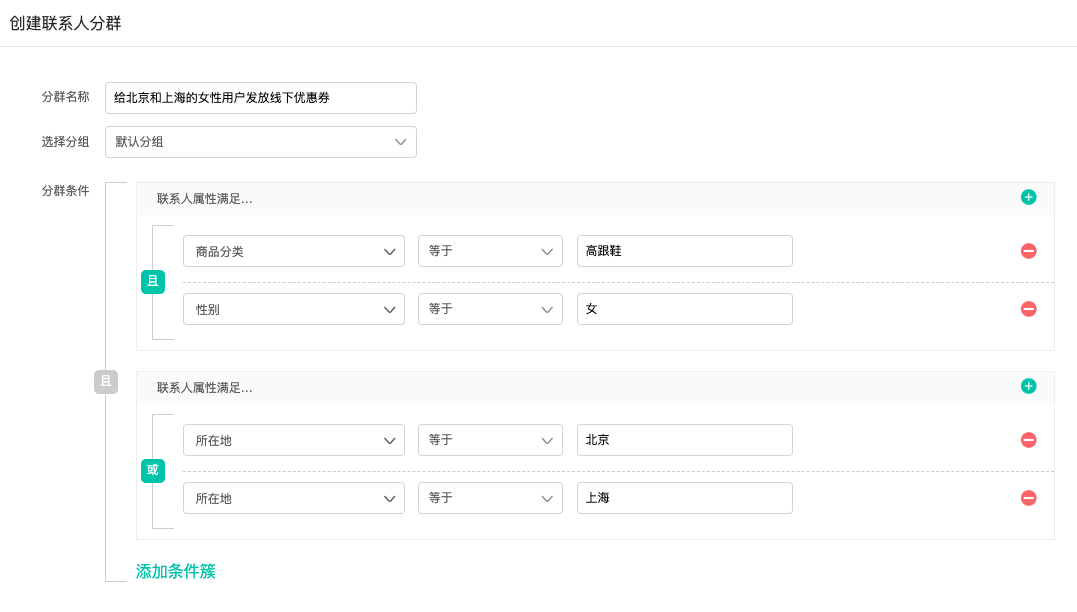 创建联系人分群
分群名称 给北京和上海的女性用户发放线下优惠券
选择分组 默认分组
分群条件 联系人属性满足...
商品分类 等于 高跟鞋
且
性别 等于 女
且
联系人属性满足...
所在地 等于 北京
或
所在地 等于 上海
添加条件簇